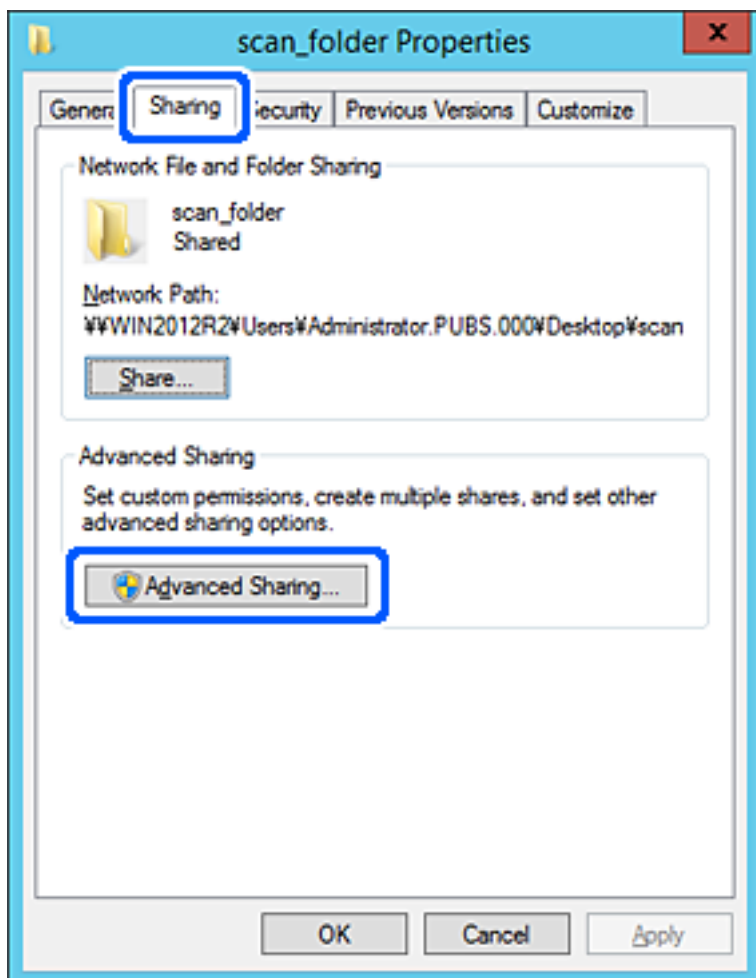 scan_folder Properties
x
General Sharing Security Previous Versions Customize
Network File and Folder Sharing
scan_folder
Shared
Network Path:
¥¥WIN2012R2¥Users¥Administrator.PUBS.000¥Desktop¥scan
Share...
Advanced Sharing
Set custom permissions, create multiple shares, and set other
advanced sharing options.
Advanced Sharing...
OK Cancel Apply